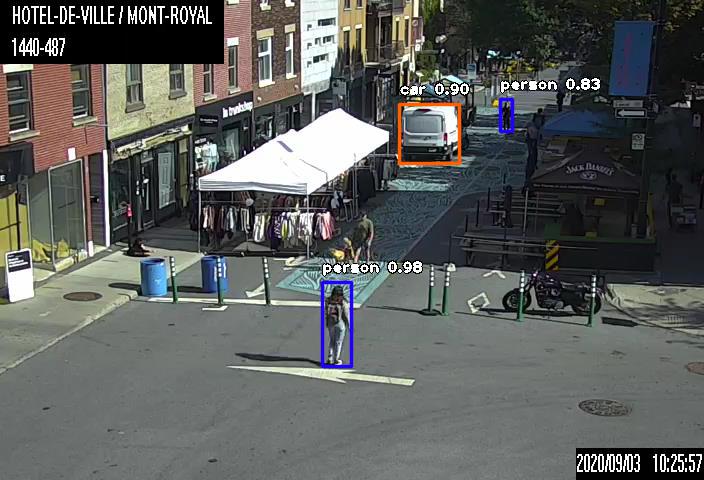 HOTEL-DE-VILLE / MONT-ROYAL
1440-487
car 0.90
person 0.83
JACK DANIEL'S
person 0.98
2020/09/03 10:25:57